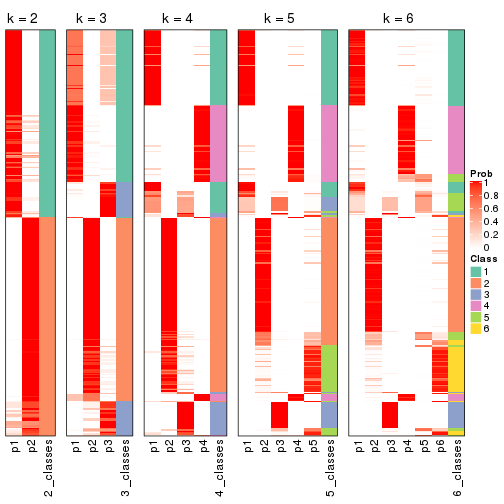 k = 2
k = 3
k = 4
k = 5
k = 6
Prob
1
0.8
0.6
0.4
0.2
0
Class
1
2
3
4
5
6
p1
p2
2_classes
p1
p2
p3
3_classes
p1
p2
p3
p4
4_classes
p1
p2
p3
p4
p5
5_classes
p1
p2
p3
p4
p5
p6
6_classes